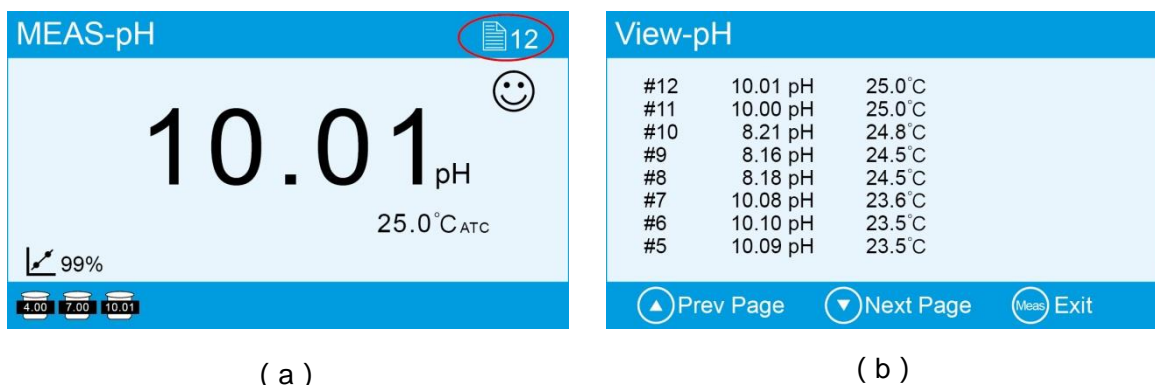 MEAS-pH 12
10.01 pH
25.0°C ATC
99%
4.00 7.00 10.01
( a )
View-pH
#12 10.01 pH 25.0°C
#11 10.00 pH 25.0°C
#10 8.21 pH 24.8°C
#9 8.16 pH 24.5°C
#8 8.18 pH 24.5°C
#7 10.08 pH 23.6°C
#6 10.10 pH 23.5°C
#5 10.09 pH 23.5°C
Prev Page Next Page Meas Exit
( b )